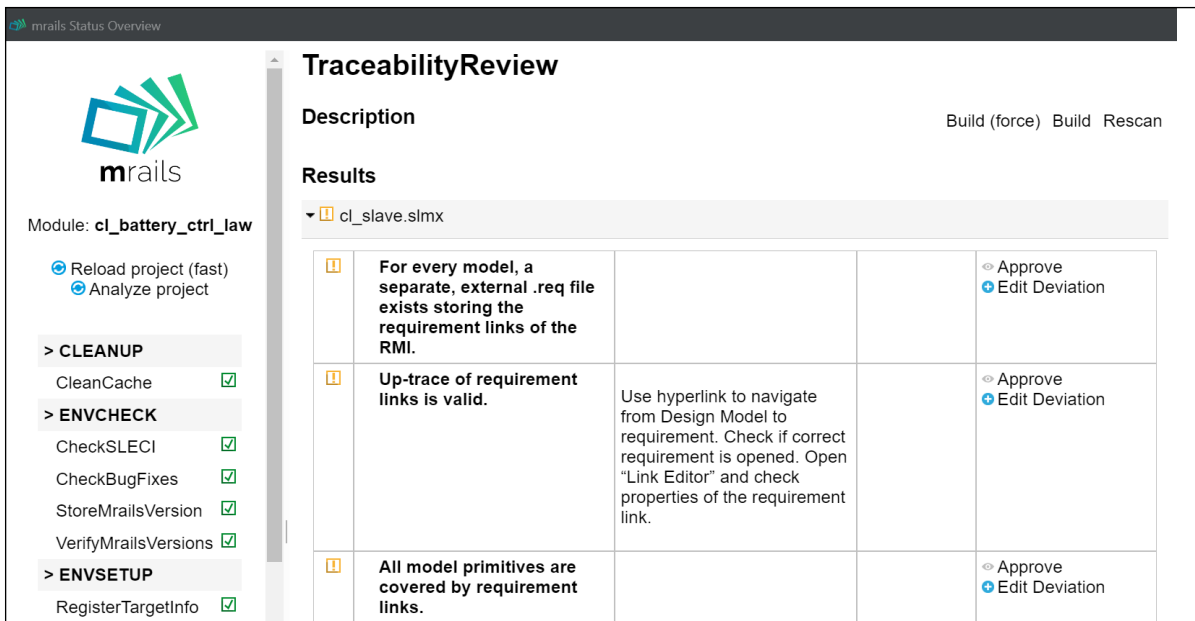 mrails Status Overview
mrails
Module: cl_battery_ctrl_law
Reload project (fast)
Analyze project
> CLEANUP
CleanCache
> ENVCHECK
CheckSLECI
CheckBugFixes
StoreMrailsVersion
VerifyMrailsVersions
> ENVSETUP
RegisterTargetInfo
TraceabilityReview
Description
Build (force) Build Rescan
Results
cl_slave.slmx
For every model, a
separate, external .req file
exists storing the
requirement links of the
RMI.
Approve
Edit Deviation
Up-trace of requirement
links is valid.
Use hyperlink to navigate
from Design Model to
requirement. Check if correct
requirement is opened. Open
“Link Editor” and check
properties of the requirement
link.
Approve
Edit Deviation
All model primitives are
covered by requirement
links.
Approve
Edit Deviation